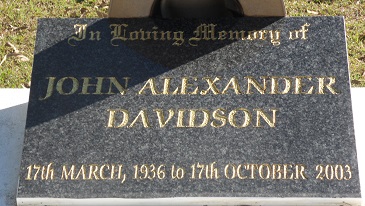 In Loving Memory of
JOHN ALEXANDER
DAVIDSON
17th MARCH, 1936 to 17th OCTOBER 2003